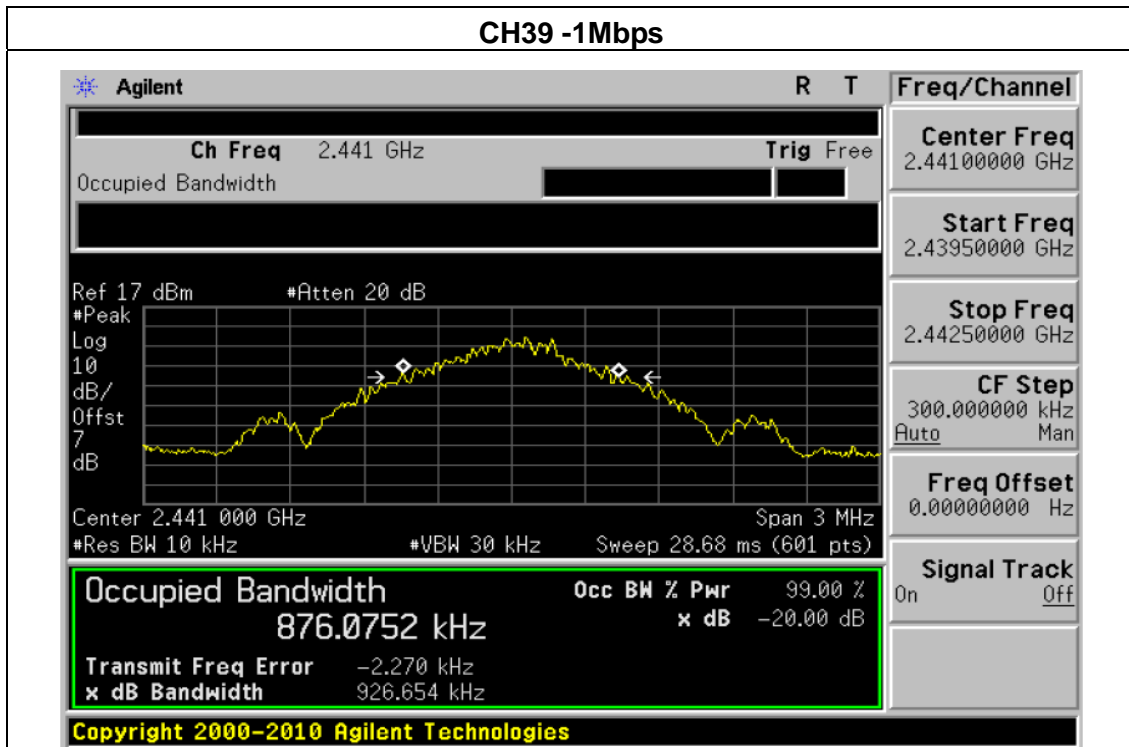 CH39 -1Mbps
Agilent R T
Ch Freq 2.441 GHz Trig Free
Occupied Bandwidth
Ref 17 dBm #Atten 20 dB
#Peak
Log
10
dB/
Offst
7
dB
Center 2.441 000 GHz Span 3 MHz
#Res BW 10 kHz #VBW 30 kHz Sweep 28.68 ms (601 pts)
Occupied Bandwidth Occ BW % Pwr 99.00 %
876.0752 kHz x dB -20.00 dB
Transmit Freq Error -2.270 kHz
x dB Bandwidth 926.654 kHz
Copyright 2000-2010 Agilent Technologies
Freq/Channel
Center Freq
2.44100000 GHz
Start Freq
2.43950000 GHz
Stop Freq
2.44250000 GHz
CF Step
300.000000 kHz
Auto Man
Freq Offset
0.00000000 Hz
Signal Track
On Off